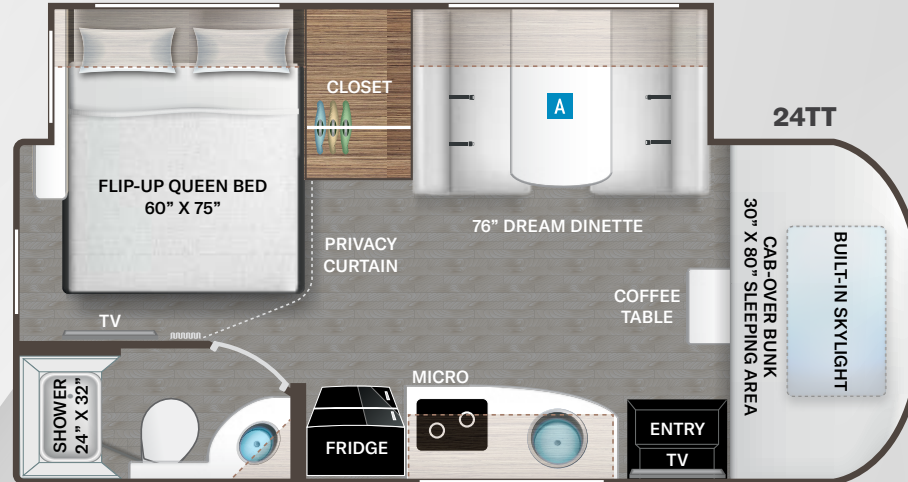 CLOSET
A
24TT
FLIP-UP QUEEN BED
60” X 75”
76” DREAM DINETTE
PRIVACY
CURTAIN
COFFEE
TABLE
CAB-OVER BUNK
30” X 80” SLEEPING AREA
BUILT-IN SKYLIGHT
TV
MICRO
SHOWER
24” X 32”
FRIDGE
ENTRY
TV